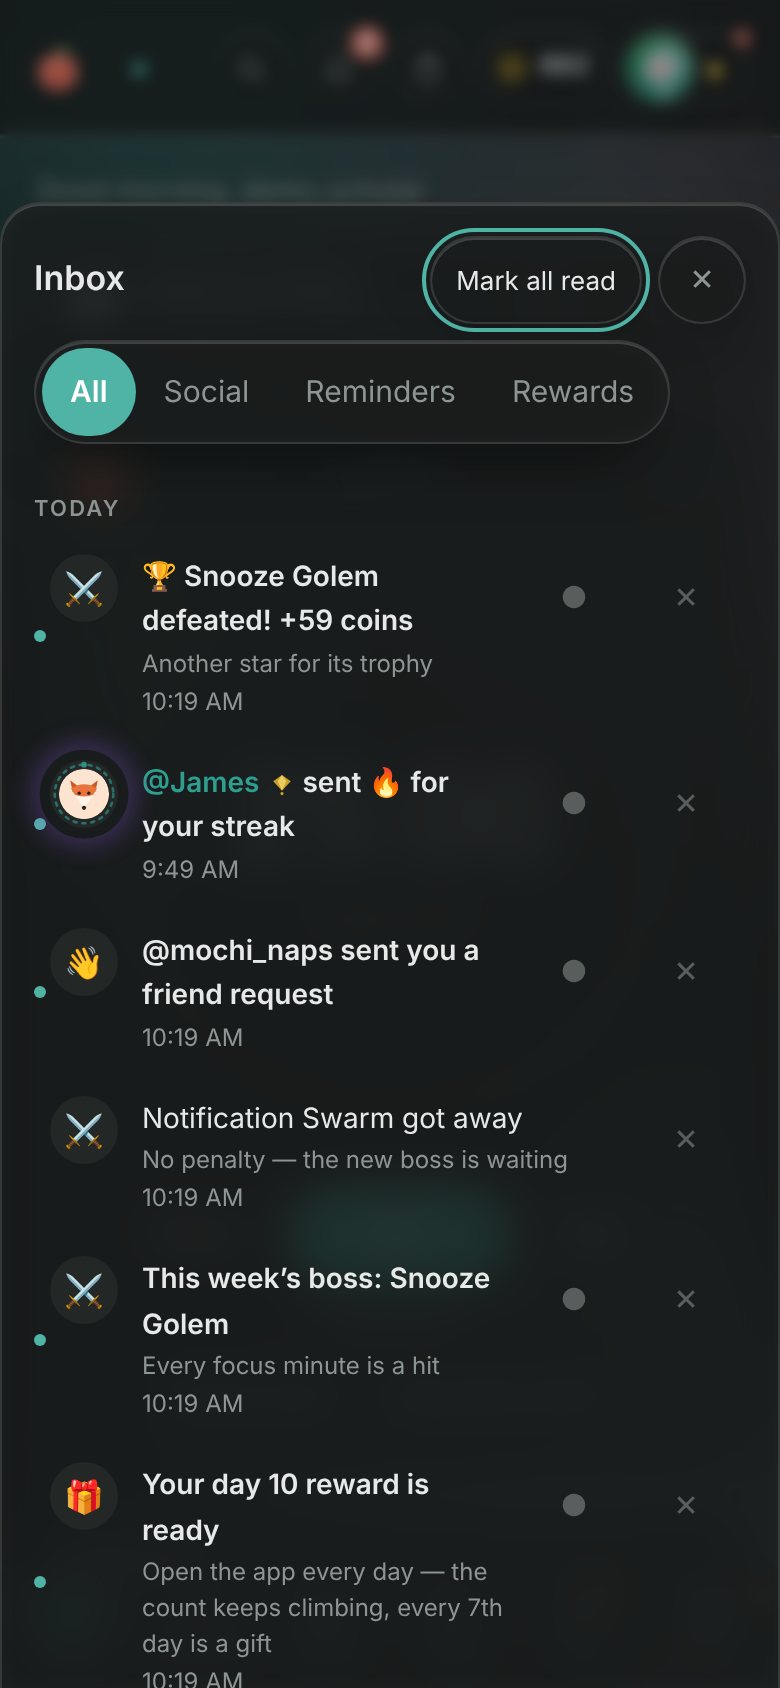 Inbox
Mark all read
All Social Reminders Rewards
TODAY
🏆 Snooze Golem
defeated! +59 coins
Another star for its trophy
10:19 AM
@James sent 🔥 for
your streak
9:49 AM
@mochi_naps sent you a
friend request
10:19 AM
Notification Swarm got away
No penalty — the new boss is waiting
10:19 AM
This week’s boss: Snooze
Golem
Every focus minute is a hit
10:19 AM
Your day 10 reward is
ready
Open the app every day — the
count keeps climbing, every 7th
day is a gift
10:19 AM